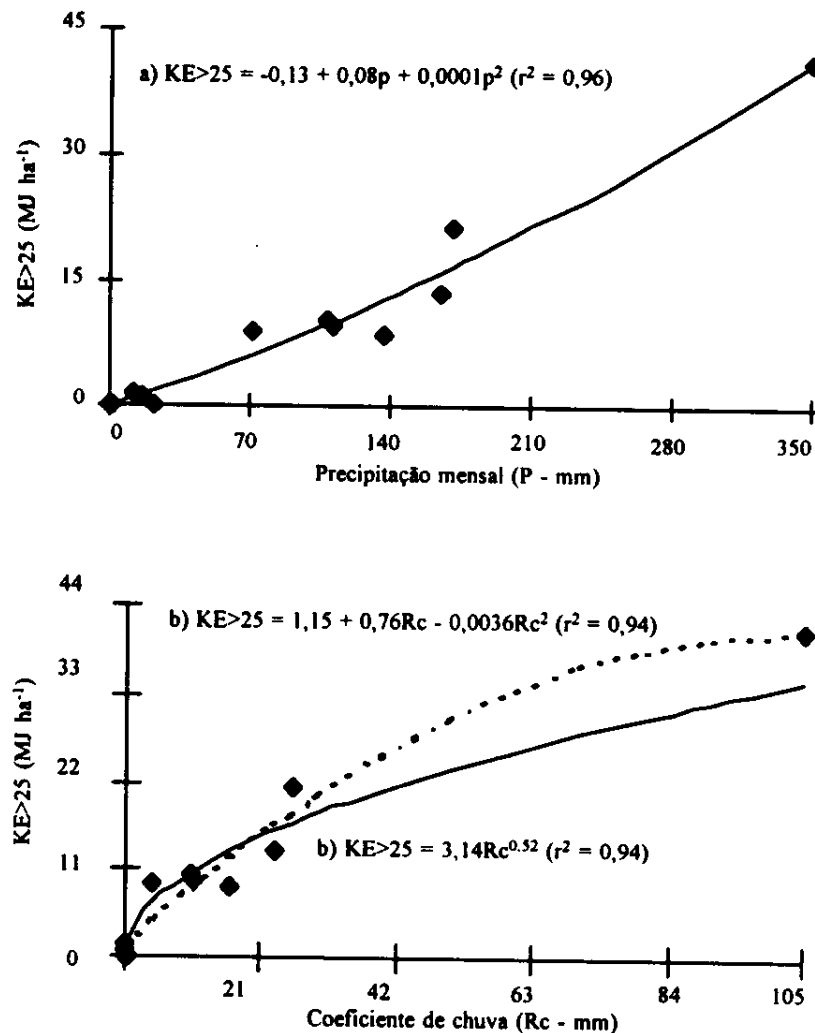 45
a) KE>25 = -0,13 + 0,08p + 0,0001p² (r² = 0,96)
30
KE>25 (MJ ha⁻¹)
15
0
0 70 140 210 280 350
Precipitação mensal (P - mm)
44
b) KE>25 = 1,15 + 0,76Rc - 0,0036Rc² (r² = 0,94)
33
KE>25 (MJ ha⁻¹)
22
b) KE>25 = 3,14Rc⁰·⁵² (r² = 0,94)
11
0
21 42 63 84 105
Coeficiente de chuva (Rc - mm)